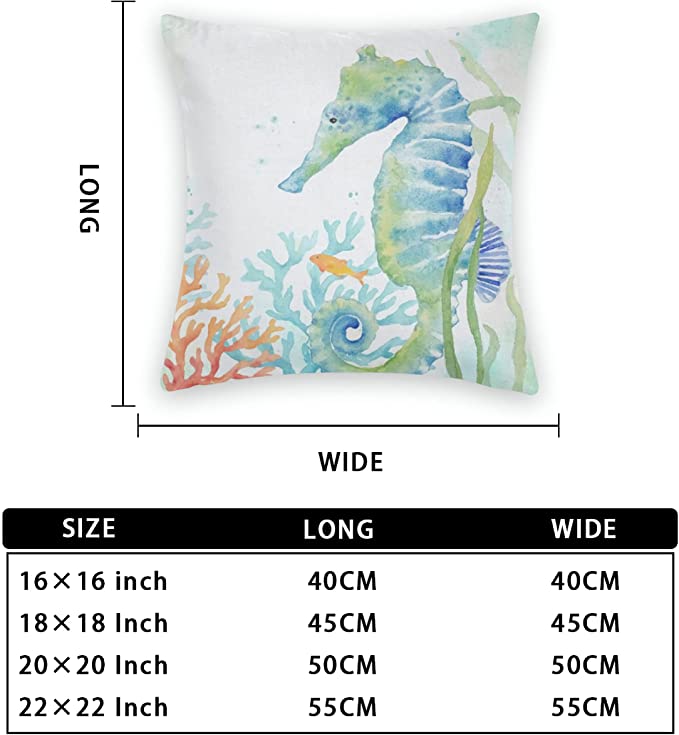 LONG
WIDE
SIZE LONG WIDE
16×16 inch 40CM 40CM
18×18 Inch 45CM 45CM
20×20 Inch 50CM 50CM
22×22 Inch 55CM 55CM